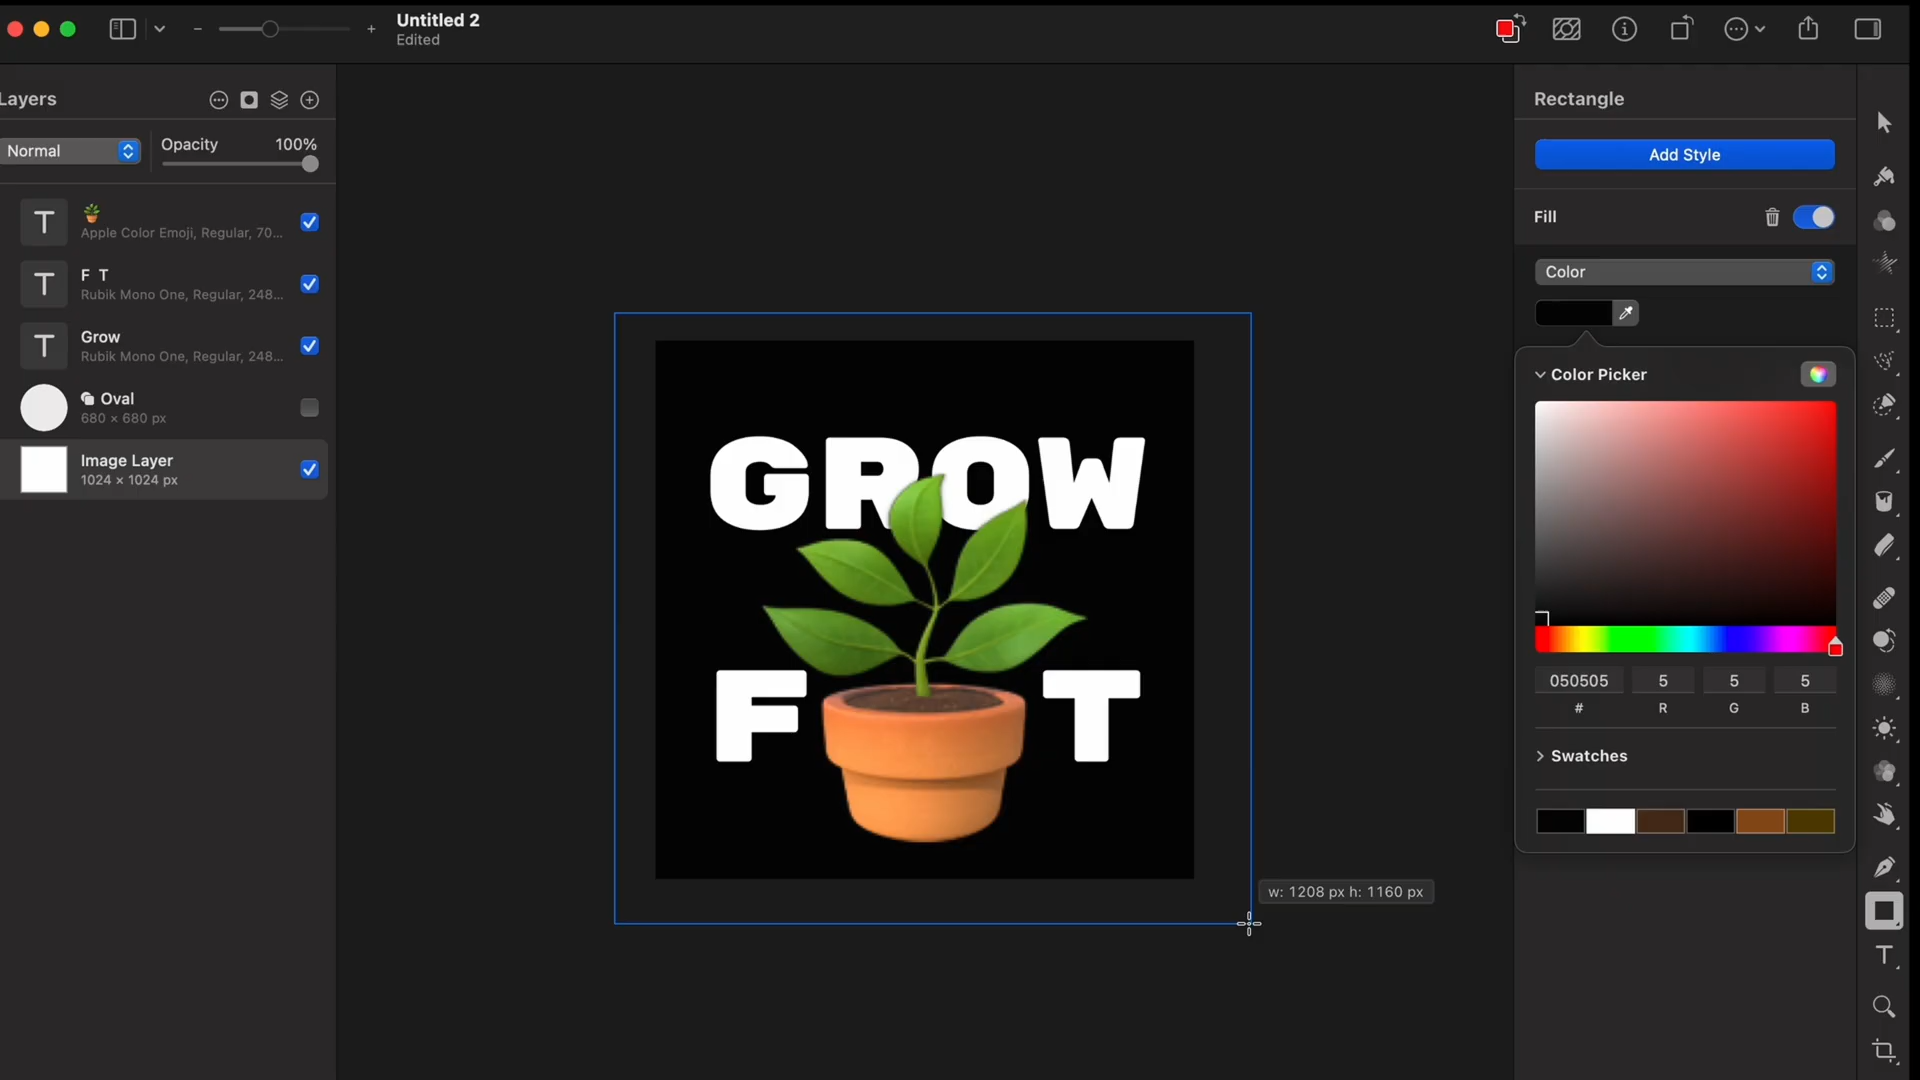 Untitled 2
Edited
Layers
Normal
Opacity 100%
Apple Color Emoji, Regular, 70...
F T
Rubik Mono One, Regular, 248...
Grow
Rubik Mono One, Regular, 248...
Oval
680 × 680 px
Image Layer
1024 × 1024 px
GROW
F T
w: 1208 px h: 1160 px
Rectangle
Add Style
Fill
Color
Color Picker
050505 5 5 5
# R G B
Swatches